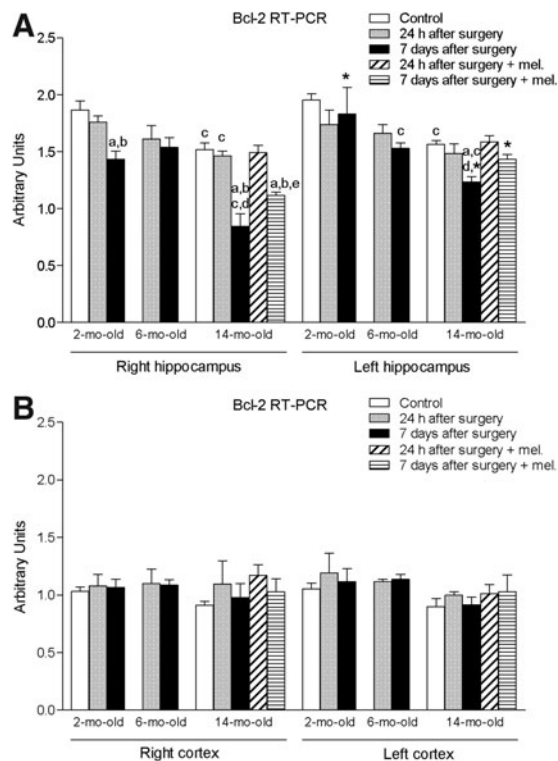 A
Bcl-2 RT-PCR
Control
24 h after surgery
7 days after surgery
24 h after surgery + mel.
7 days after surgery + mel.
Arbitrary Units
2.5
2.0
1.5
1.0
0.5
0.0
a,b
c
c
a,b
c,d
a,b,e
*
c
c
a,c
d,*
*
2-mo-old 6-mo-old 14-mo-old 2-mo-old 6-mo-old 14-mo-old
Right hippocampus Left hippocampus
B
Bcl-2 RT-PCR
Control
24 h after surgery
7 days after surgery
24 h after surgery + mel.
7 days after surgery + mel.
Arbitrary Units
2.5
2.0
1.5
1.0
0.5
0.0
2-mo-old 6-mo-old 14-mo-old 2-mo-old 6-mo-old 14-mo-old
Right cortex Left cortex